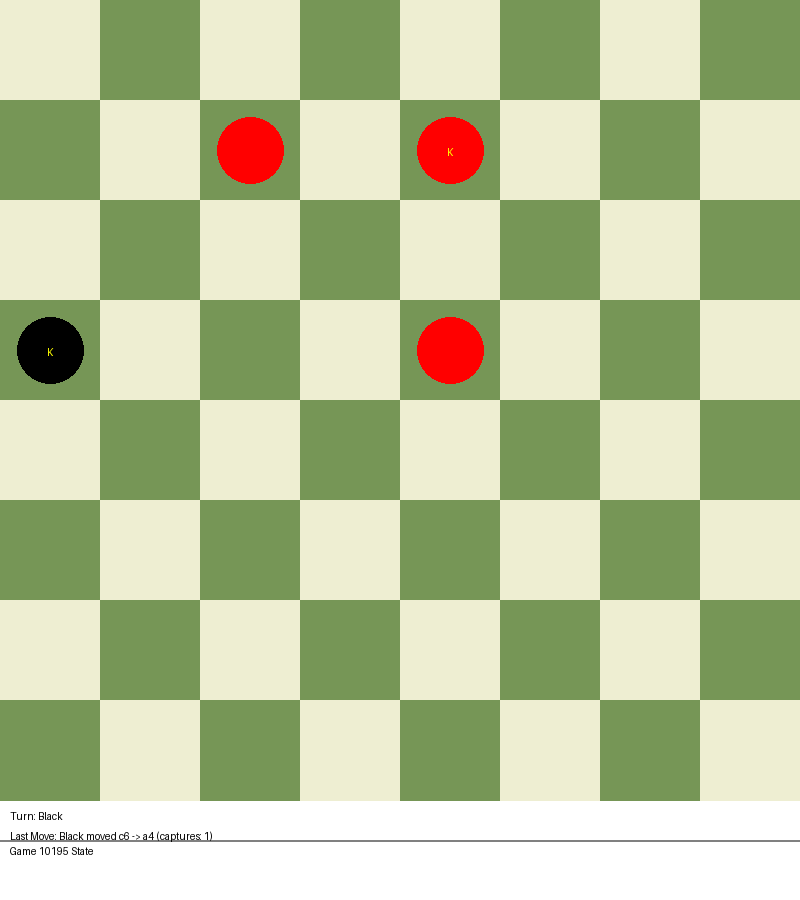 K
K
Turn: Black
Last Move: Black moved c6 -> a4 (captures: 1)
Game 10195 State